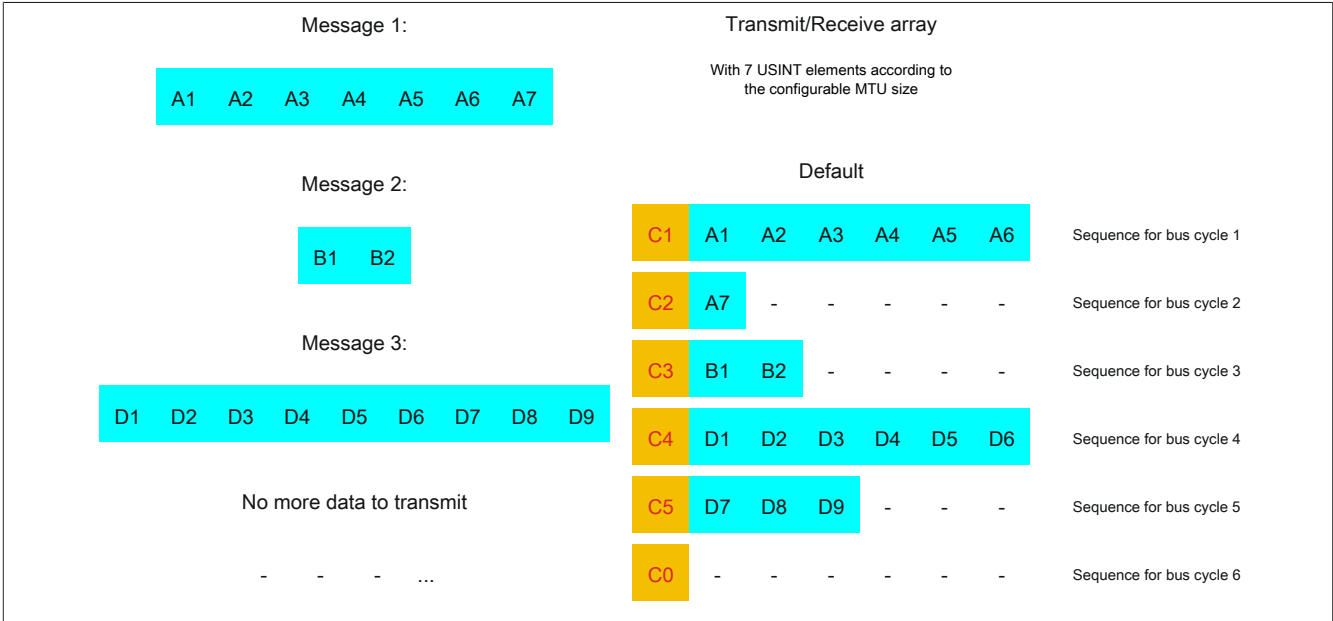 Message 1:
A1 A2 A3 A4 A5 A6 A7
Message 2:
B1 B2
Message 3:
D1 D2 D3 D4 D5 D6 D7 D8 D9
No more data to transmit
- - - ...
Transmit/Receive array
With 7 USINT elements according to
the configurable MTU size
Default
C1 A1 A2 A3 A4 A5 A6 Sequence for bus cycle 1
C2 A7 - - - - - Sequence for bus cycle 2
C3 B1 B2 - - - - Sequence for bus cycle 3
C4 D1 D2 D3 D4 D5 D6 Sequence for bus cycle 4
C5 D7 D8 D9 - - - Sequence for bus cycle 5
C0 - - - - - - Sequence for bus cycle 6